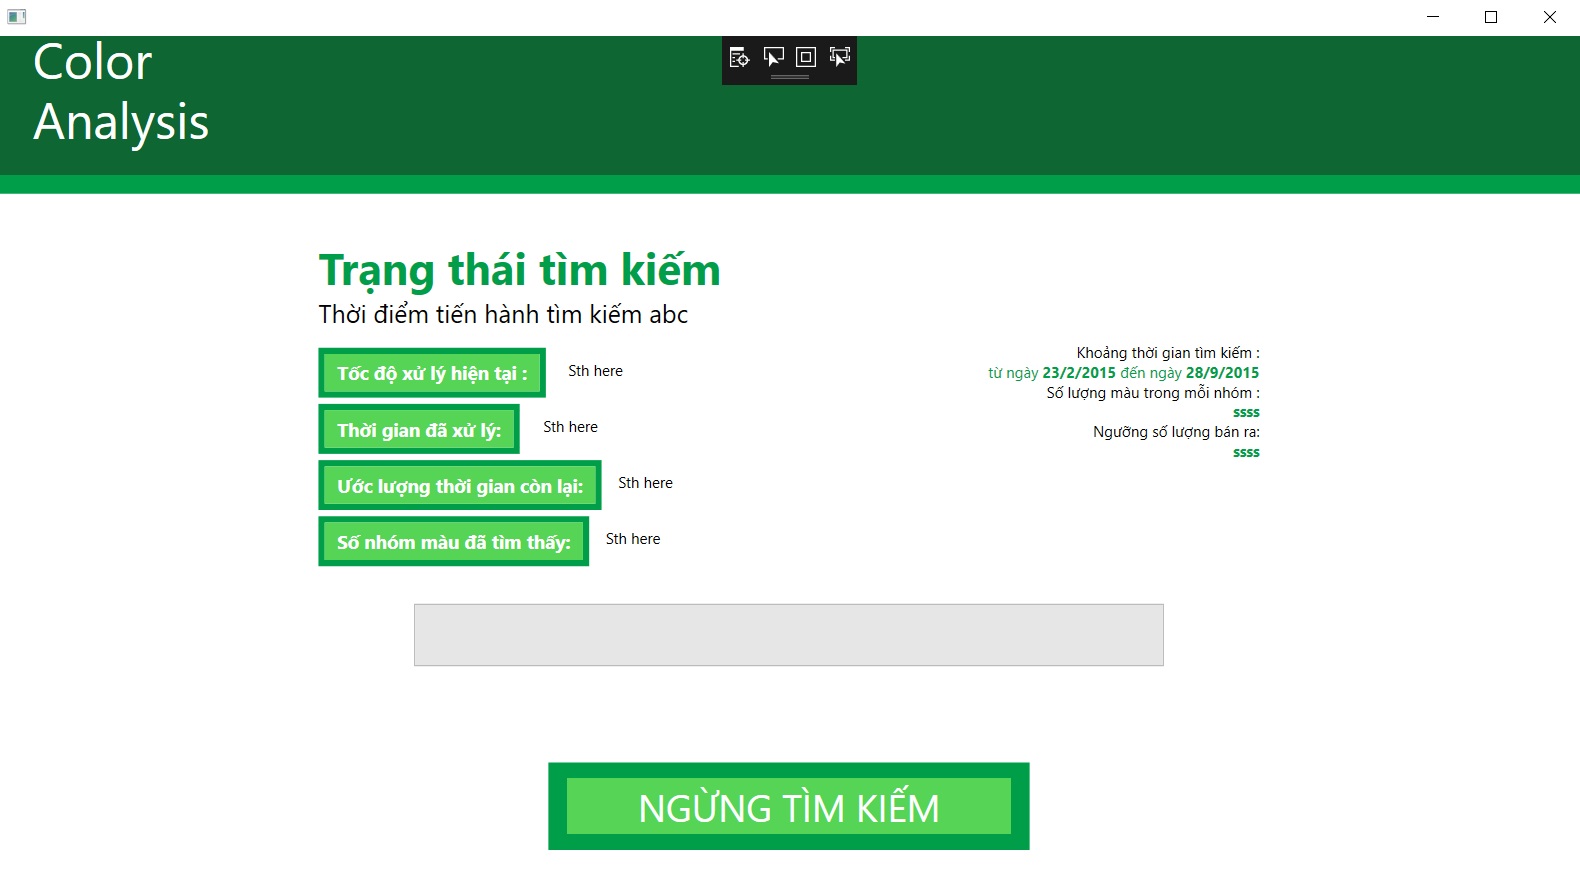 Color
Analysis
Trạng thái tìm kiếm
Thời điểm tiến hành tìm kiếm abc
Tốc độ xử lý hiện tại : Sth here
Thời gian đã xử lý: Sth here
Ước lượng thời gian còn lại: Sth here
Số nhóm màu đã tìm thấy: Sth here
Khoảng thời gian tìm kiếm :
từ ngày 23/2/2015 đến ngày 28/9/2015
Số lượng màu trong mỗi nhóm :
ssss
Ngưỡng số lượng bán ra:
ssss
NGỪNG TÌM KIẾM